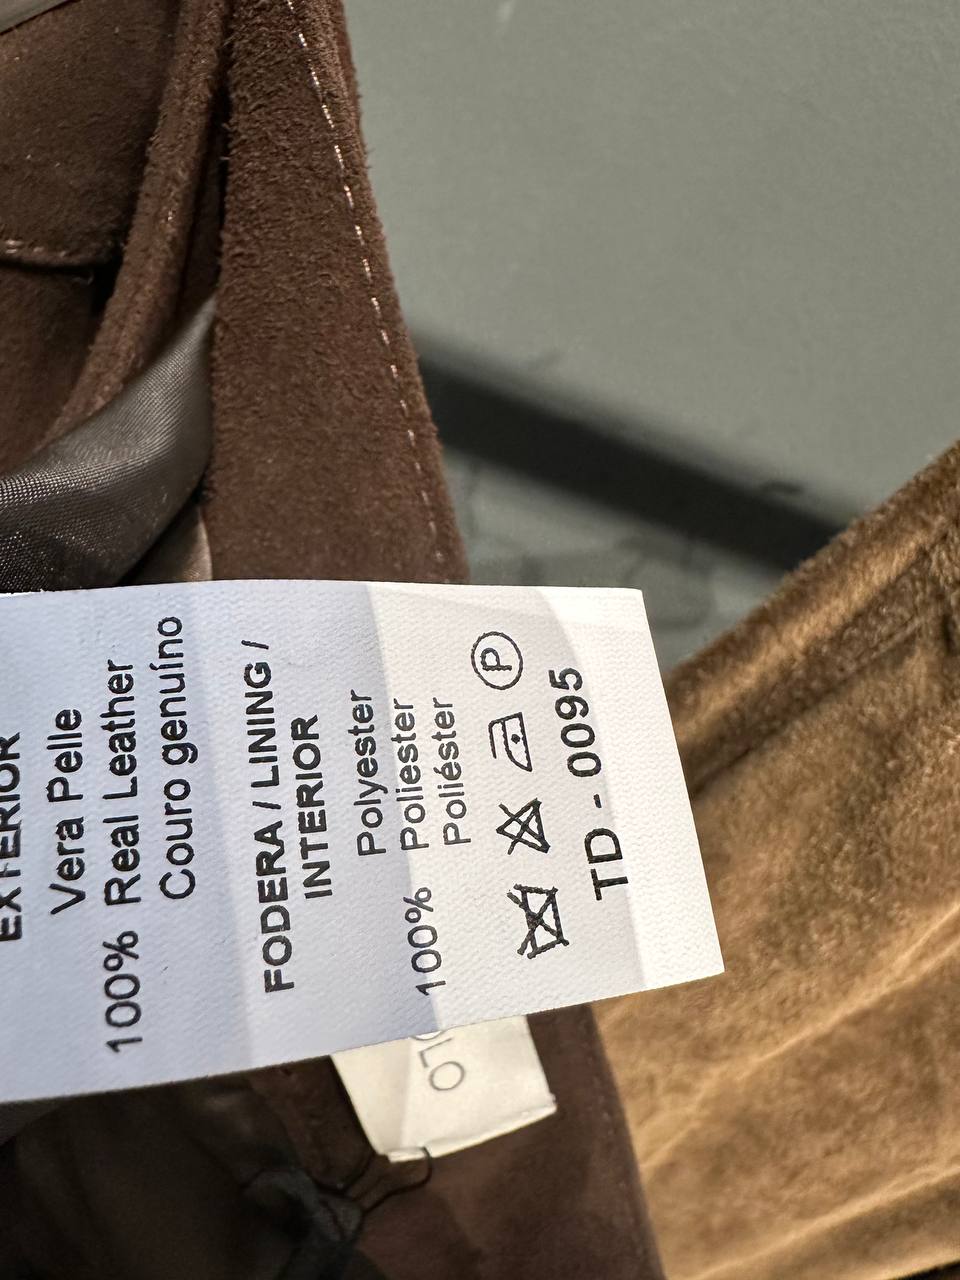 EXTERIOR
Vera Pelle
100% Real Leather
Couro genuíno
FODERA / LINING /
INTERIOR
Polyester
100% Poliester
Poliéster
P
TD - 0095